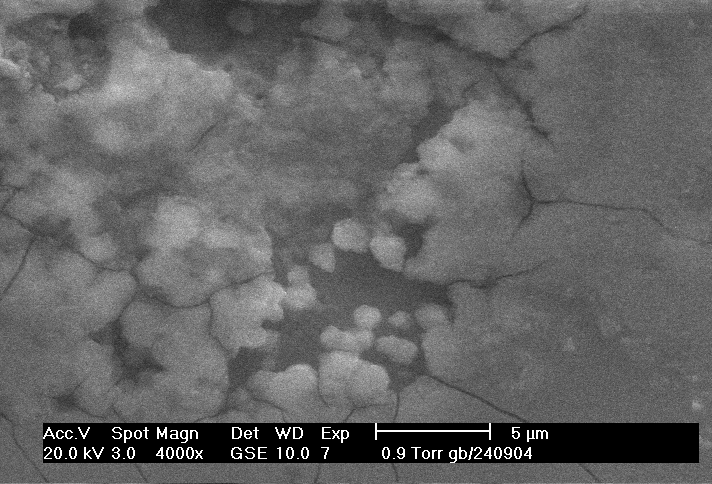 Acc.V Spot Magn Det WD Exp 5 µm
20.0 kV 3.0 4000x GSE 10.0 7 0.9 Torr gb/240904